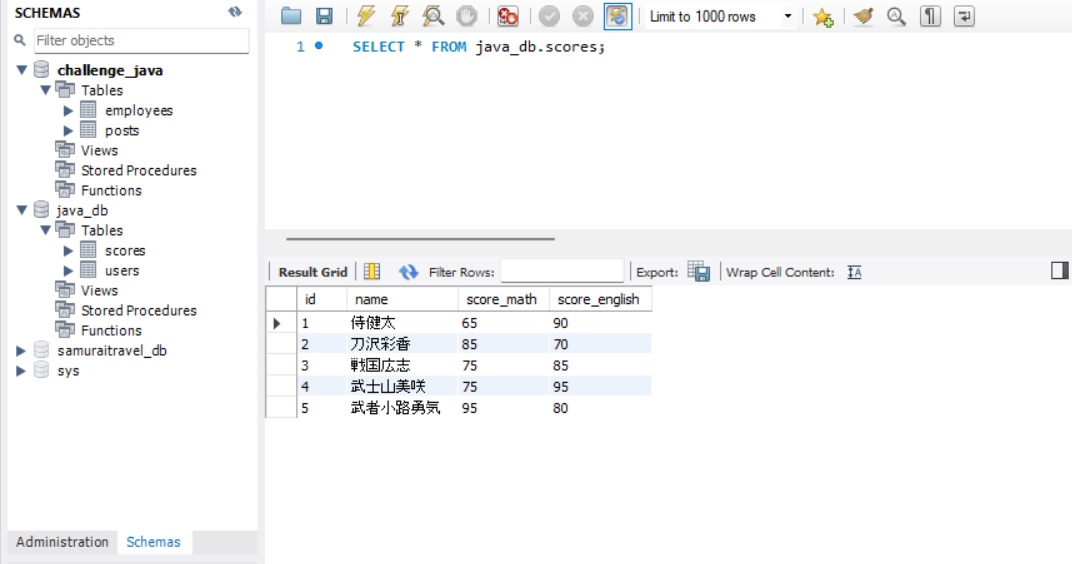 SCHEMAS
Filter objects
challenge_java
Tables
employees
posts
Views
Stored Procedures
Functions
java_db
Tables
scores
users
Views
Stored Procedures
Functions
samuraitravel_db
sys
Administration Schemas
Limit to 1000 rows
1 SELECT * FROM java_db.scores;
Result Grid Filter Rows: Export: Wrap Cell Content: IA
id name score_math score_english
1 侍健太 65 90
2 刀沢彩香 85 70
3 戦国広志 75 85
4 武士山美咲 75 95
5 武者小路勇気 95 80